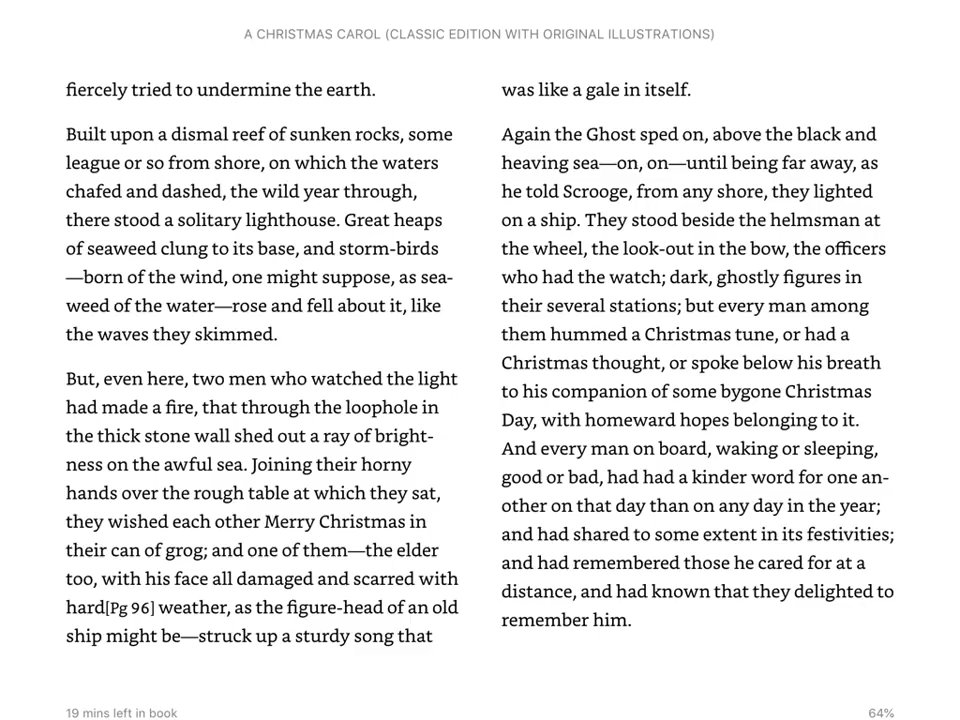 A CHRISTMAS CAROL (CLASSIC EDITION WITH ORIGINAL ILLUSTRATIONS)
fiercely tried to undermine the earth.
Built upon a dismal reef of sunken rocks, some
league or so from shore, on which the waters
chafed and dashed, the wild year through,
there stood a solitary lighthouse. Great heaps
of seaweed clung to its base, and storm-birds
—born of the wind, one might suppose, as sea-
weed of the water—rose and fell about it, like
the waves they skimmed.
But, even here, two men who watched the light
had made a fire, that through the loophole in
the thick stone wall shed out a ray of bright-
ness on the awful sea. Joining their horny
hands over the rough table at which they sat,
they wished each other Merry Christmas in
their can of grog; and one of them—the elder
too, with his face all damaged and scarred with
hard[Pg 96] weather, as the figure-head of an old
ship might be—struck up a sturdy song that
was like a gale in itself.
Again the Ghost sped on, above the black and
heaving sea—on, on—until being far away, as
he told Scrooge, from any shore, they lighted
on a ship. They stood beside the helmsman at
the wheel, the look-out in the bow, the officers
who had the watch; dark, ghostly figures in
their several stations; but every man among
them hummed a Christmas tune, or had a
Christmas thought, or spoke below his breath
to his companion of some bygone Christmas
Day, with homeward hopes belonging to it.
And every man on board, waking or sleeping,
good or bad, had had a kinder word for one an-
other on that day than on any day in the year;
and had shared to some extent in its festivities;
and had remembered those he cared for at a
distance, and had known that they delighted to
remember him.
19 mins left in book
64%